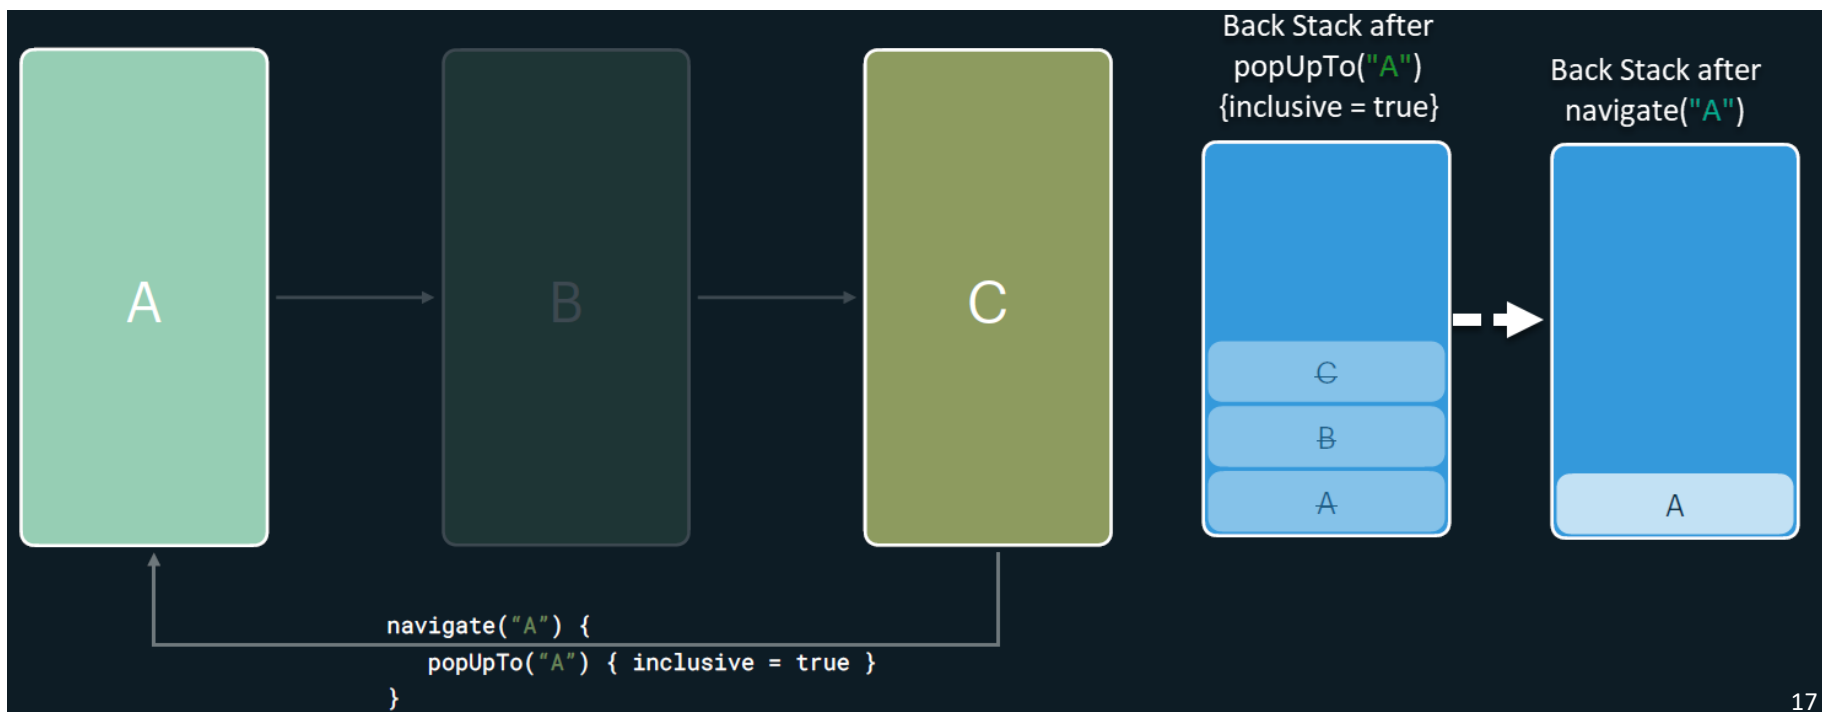 A
B
C
navigate("A") {
popUpTo("A") { inclusive = true }
}
Back Stack after
popUpTo("A")
{inclusive = true}
C
B
A
Back Stack after
navigate("A")
A
17